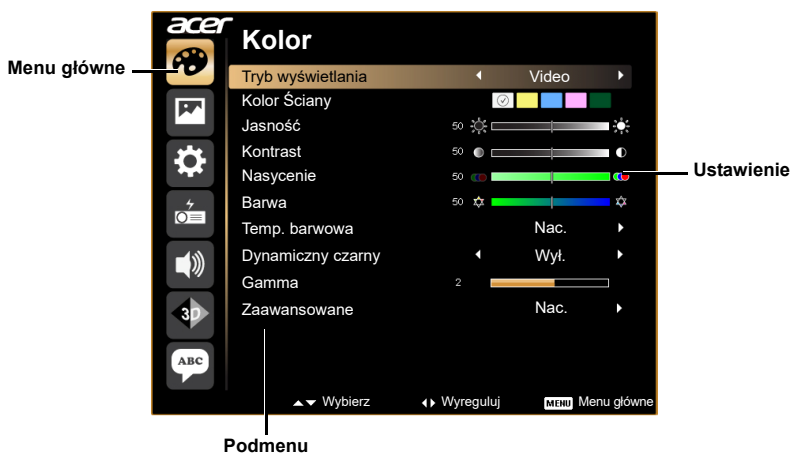 acer
Kolor
Menu główne
Tryb wyświetlania Video
Kolor Ściany
Jasność 50
Kontrast 50
Nasycenie 50
Ustawienie
Barwa 50
Temp. barwowa Nac.
Dynamiczny czarny Wył.
Gamma 2
3D
Zaawansowane Nac.
ABC
Wybierz Wyreguluj MENU Menu główne
Podmenu